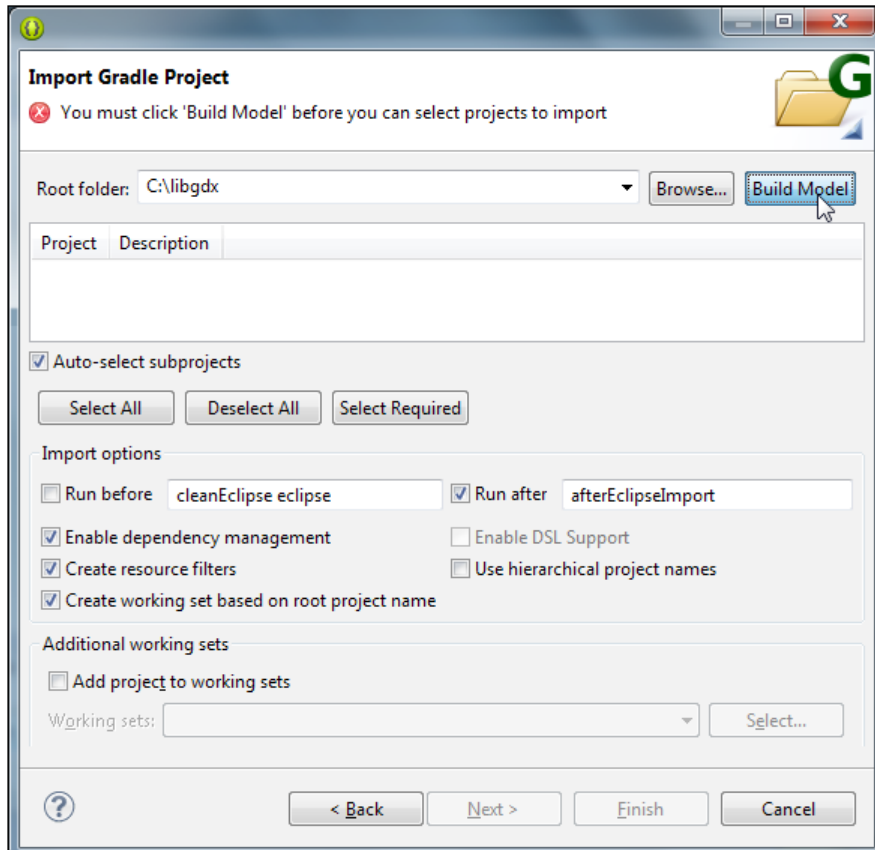 Import Gradle Project
G
You must click 'Build Model' before you can select projects to import
Root folder: C:\libgdx Browse... Build Model
Project Description
Auto-select subprojects
Select All Deselect All Select Required
Import options
Run before cleanEclipse eclipse Run after afterEclipseImport
Enable dependency management Enable DSL Support
Create resource filters Use hierarchical project names
Create working set based on root project name
Additional working sets
Add project to working sets
Working sets: Select...
? < Back Next > Finish Cancel